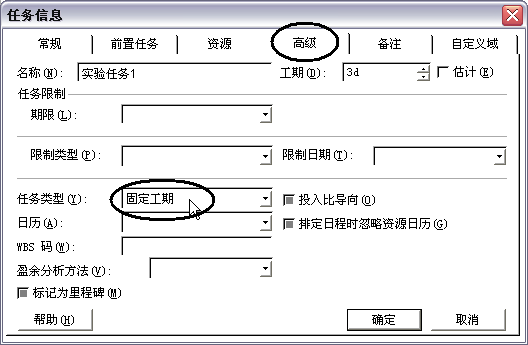 任务信息
常规 前置任务 资源 高级 备注 自定义域
名称(N): 实验任务1 工期(D): 3d 估计(E)
任务限制
期限(L):
限制类型(P): 限制日期(T):
任务类型(Y): 固定工期 投入比导向(O)
日历(A): 排定日程时忽略资源日历(G)
WBS 码(W):
盈余分析方法(V):
标记为里程碑(M)
帮助(H) 确定 取消